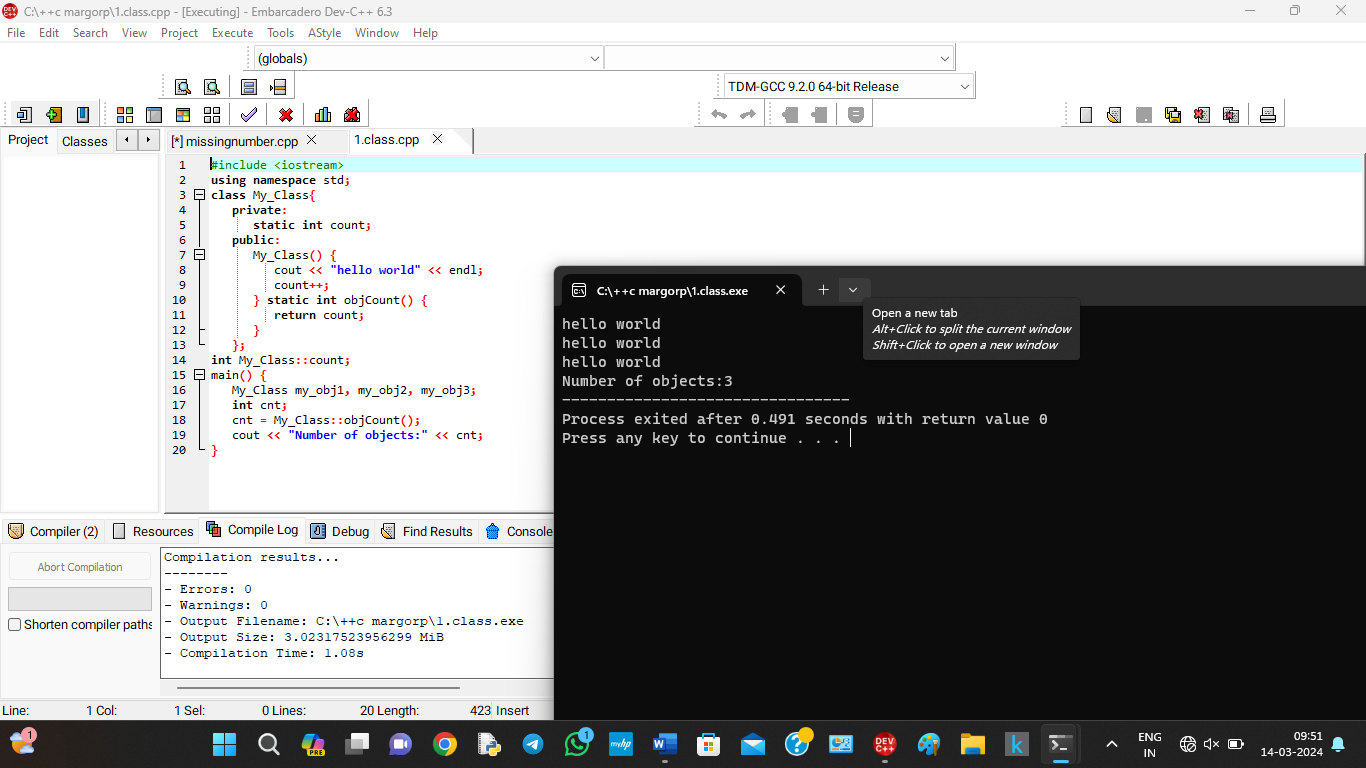 C:\++c margorp\1.class.cpp - [Executing] - Embarcadero Dev-C++ 6.3
File Edit Search View Project Execute Tools AStyle Window Help
(globals)
TDM-GCC 9.2.0 64-bit Release
Project Classes [*] missingnumber.cpp 1.class.cpp
1 #include <iostream>
2 using namespace std;
3 class My_Class{
4 private:
5 static int count;
6 public:
7 My_Class() {
8 cout << "hello world" << endl;
9 count++;
10 } static int objCount() {
11 return count;
12 }
13 };
14 int My_Class::count;
15 main() {
16 My_Class my_obj1, my_obj2, my_obj3;
17 int cnt;
18 cnt = My_Class::objCount();
19 cout << "Number of objects:" << cnt;
20 }
C:\++c margorp\1.class.exe
Open a new tab
Alt+Click to split the current window
Shift+Click to open a new window
hello world
hello world
hello world
Number of objects:3
--------------------------------
Process exited after 0.491 seconds with return value 0
Press any key to continue . . .
Compiler (2) Resources Compile Log Debug Find Results Console
Abort Compilation
Shorten compiler paths
Compilation results...
--------
- Errors: 0
- Warnings: 0
- Output Filename: C:\++c margorp\1.class.exe
- Output Size: 3.02317523956299 MiB
- Compilation Time: 1.08s
Line: 1 Col: 1 Sel: 0 Lines: 20 Length: 423 Insert
1
PRE
1
myhp
W
DEV C++
k
ENG
IN
09:51
14-03-2024